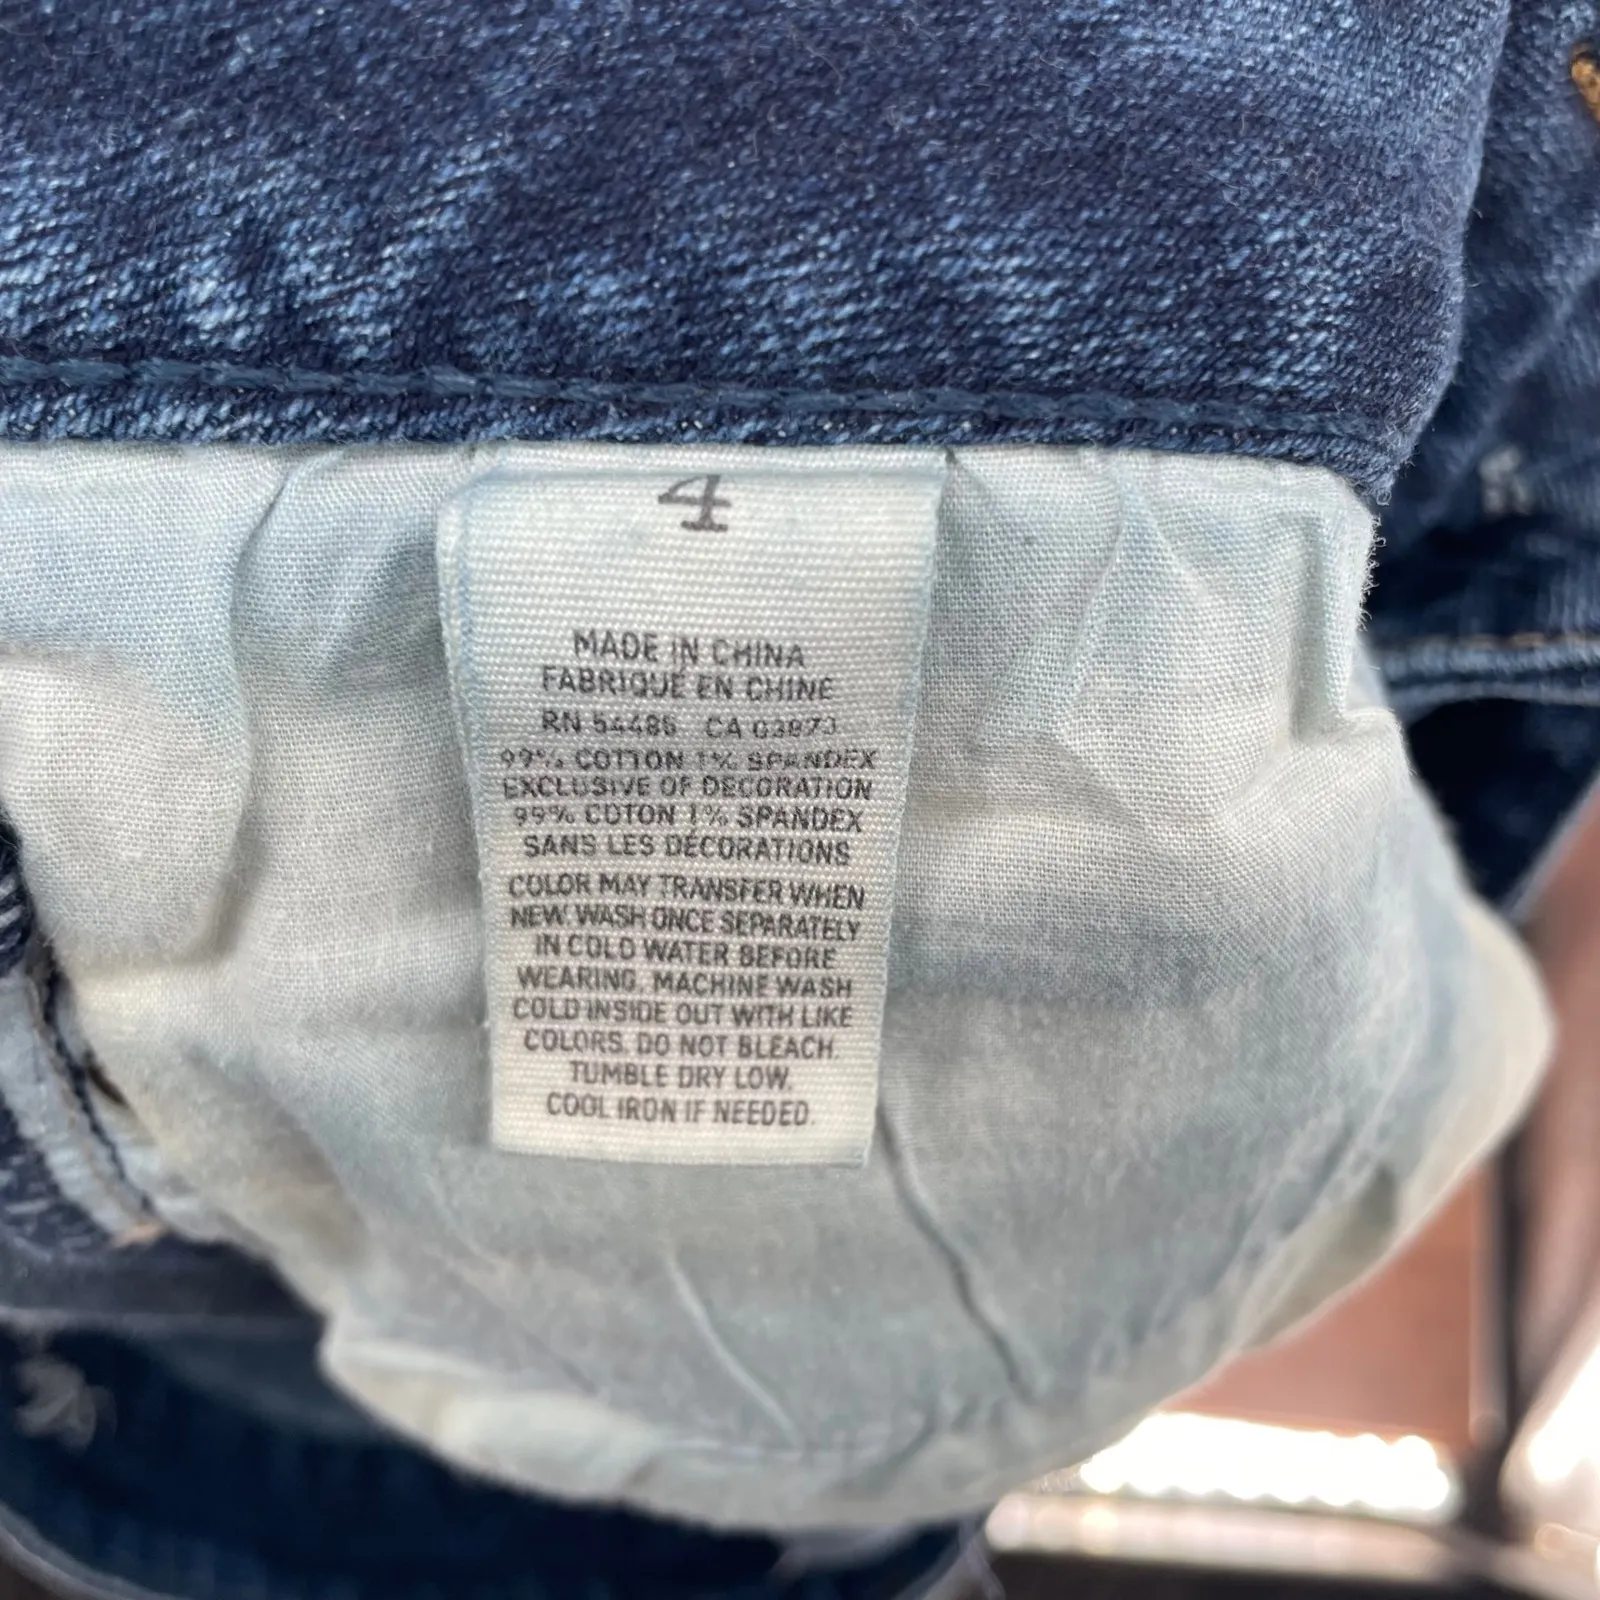 4
MADE IN CHINA
FABRIQUÉ EN CHINE
RN 54485 CA 03973
99% COTTON 1% SPANDEX
EXCLUSIVE OF DECORATION
99% COTON 1% SPANDEX
SANS LES DÉCORATIONS
COLOR MAY TRANSFER WHEN
NEW. WASH ONCE SEPARATELY
IN COLD WATER BEFORE
WEARING. MACHINE WASH
COLD INSIDE OUT WITH LIKE
COLORS. DO NOT BLEACH.
TUMBLE DRY LOW.
COOL IRON IF NEEDED.